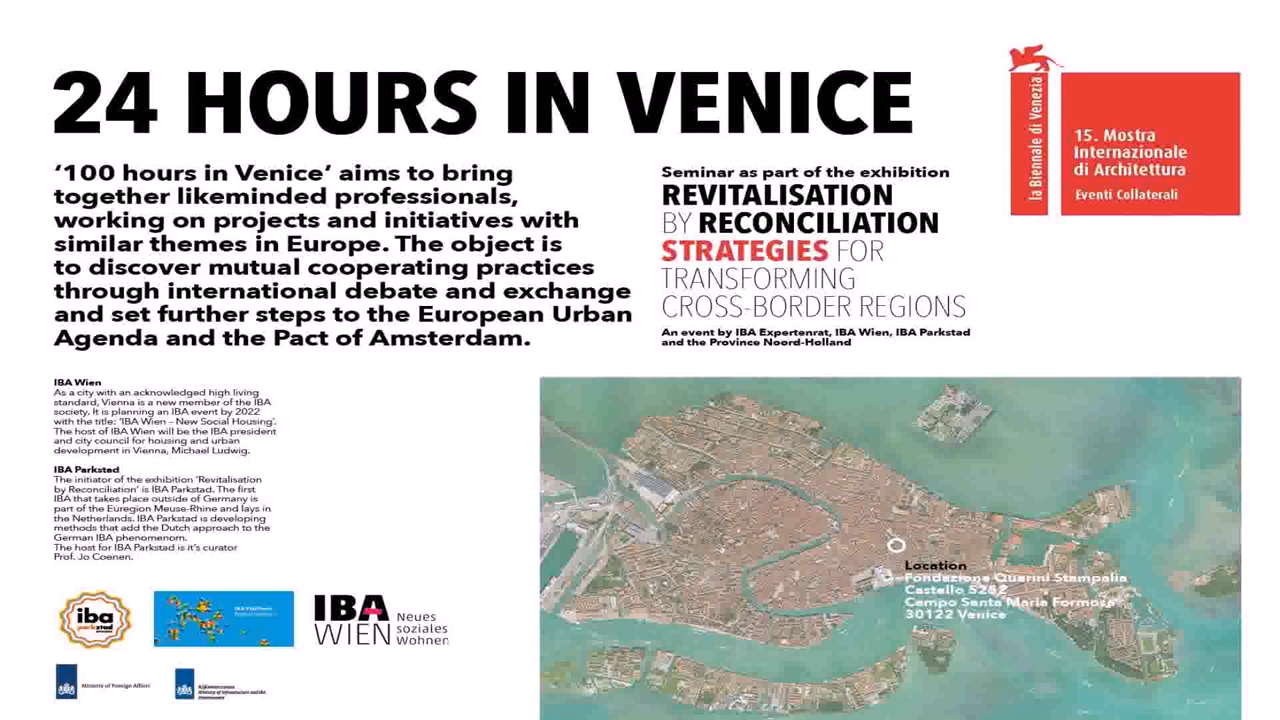 24 HOURS IN VENICE
‘100 hours in Venice’ aims to bring
together likeminded professionals,
working on projects and initiatives with
similar themes in Europe. The object is
to discover mutual cooperating practices
through international debate and exchange
and set further steps to the European Urban
Agenda and the Pact of Amsterdam.
Seminar as part of the exhibition
REVITALISATION
BY RECONCILIATION
STRATEGIES FOR
TRANSFORMING
CROSS-BORDER REGIONS
An event by IBA Expertenrat, IBA Wien, IBA Parkstad
and the Province Noord-Holland
la Biennale di Venezia
15. Mostra
Internazionale
di Architettura
Eventi Collaterali
IBA Wien
As a city with an acknowledged high living
standard, Vienna is a new member of the IBA
society. It is planning an IBA event by 2022
with the title: ‘IBA Wien – New Social Housing’.
The host of IBA Wien will be the IBA president
and city council for housing and urban
development in Vienna, Michael Ludwig.
IBA Parkstad
The initiator of the exhibition ‘Revitalisation
by Reconciliation’ is IBA Parkstad. The first
IBA that takes place outside of Germany is
part of the Euregion Meuse-Rhine and lays in
the Netherlands. IBA Parkstad is developing
methods that add the Dutch approach to the
German IBA phenomenom.
The host for IBA Parkstad is it’s curator
Prof. Jo Coenen.
Location
Fondazione Querini Stampalia
Castello 5252
Campo Santa Maria Formosa
30122 Venice
iba
parkstad
IBA
WIEN
Neues
soziales
Wohnen
Ministry of Foreign Affairs
Rijkswaterstaat
Ministry of Infrastructure and the
Environment